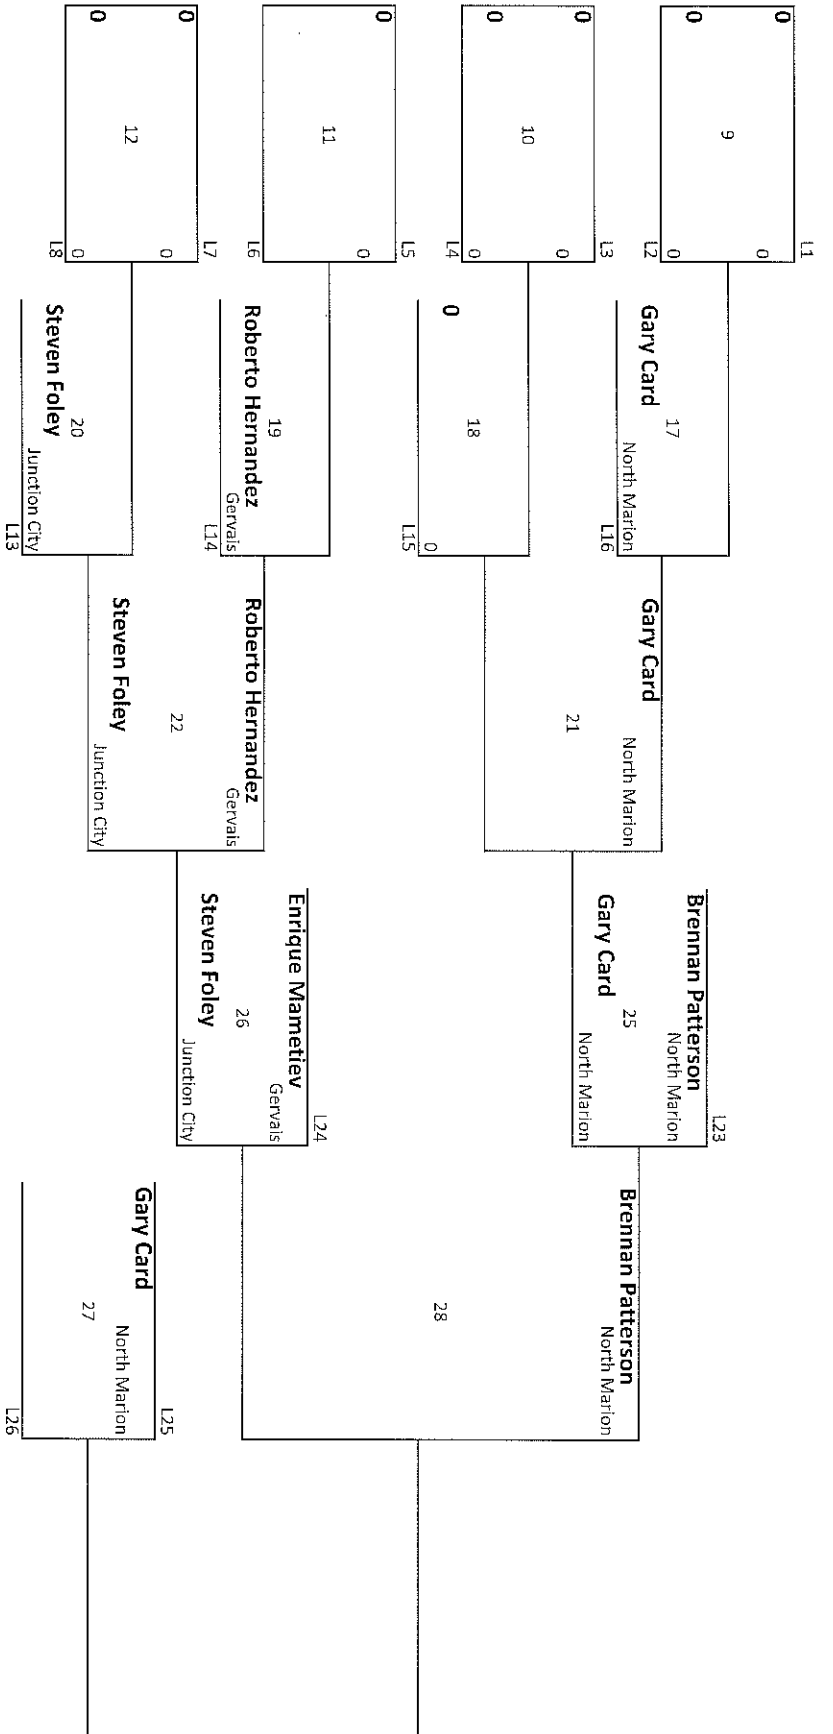 L1
0
0
9
0
0
L2
L3
0
0
10
0
0
L4
L5
0
0
11
L6
L7
0
0
12
0
0
L8
17
Gary Card
North Marion
L16
18
0
0
L15
19
Roberto Hernandez
Gervais
L14
20
Steven Foley
Junction City
L13
Gary Card
North Marion
21
Roberto Hernandez
Gervais
22
Steven Foley
Junction City
L23
Brennan Patterson
North Marion
25
Gary Card
North Marion
L24
Enrique Mametiev
Gervais
26
Steven Foley
Junction City
Brennan Patterson
North Marion
28
L25
Gary Card
North Marion
27
L26